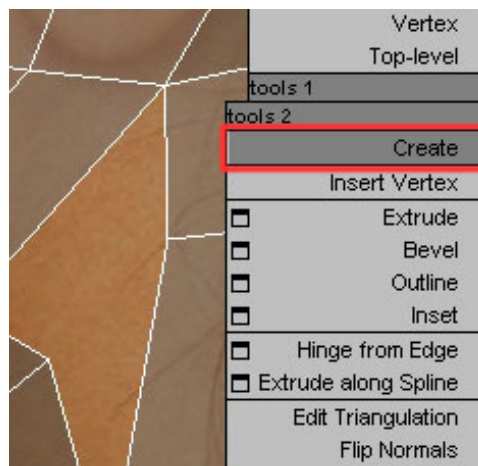 Vertex
Top-level
tools 1
tools 2
Create
Insert Vertex
Extrude
Bevel
Outline
Inset
Hinge from Edge
Extrude along Spline
Edit Triangulation
Flip Normals